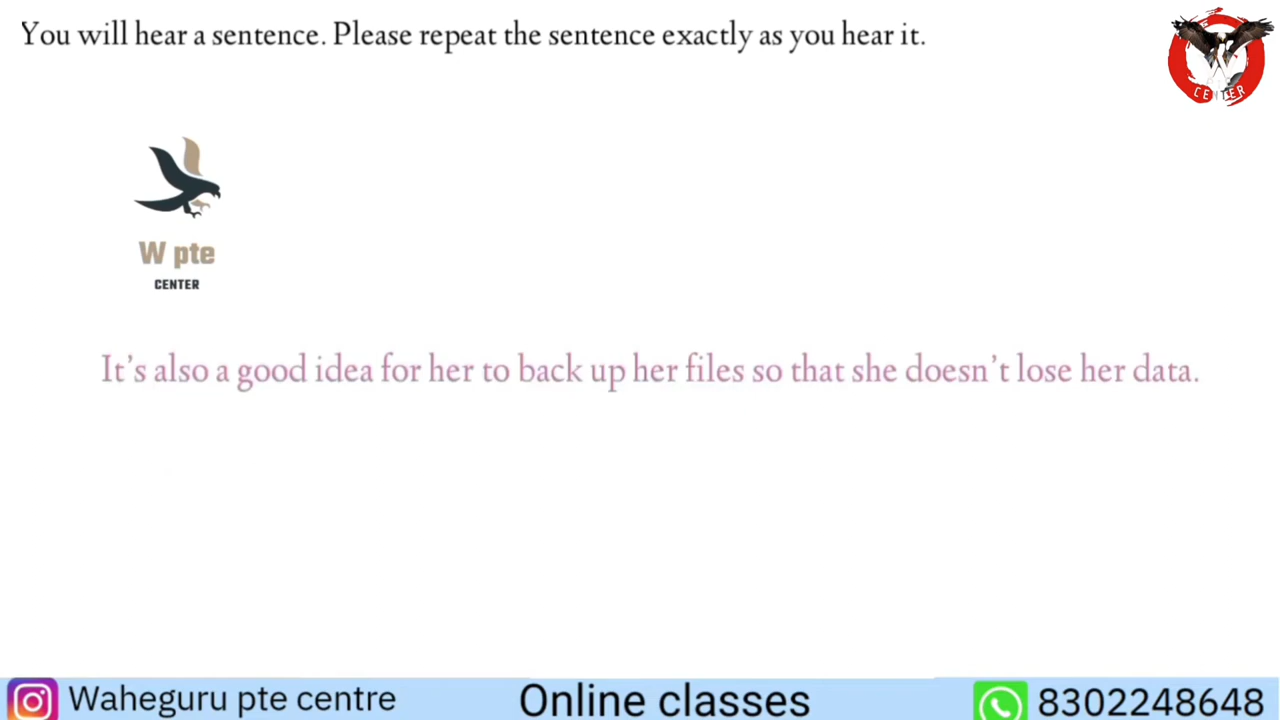 You will hear a sentence. Please repeat the sentence exactly as you hear it.
CENTER
W pte
CENTER
It's also a good idea for her to back up her files so that she doesn't lose her data.
Waheguru pte centre
Online classes
8302248648